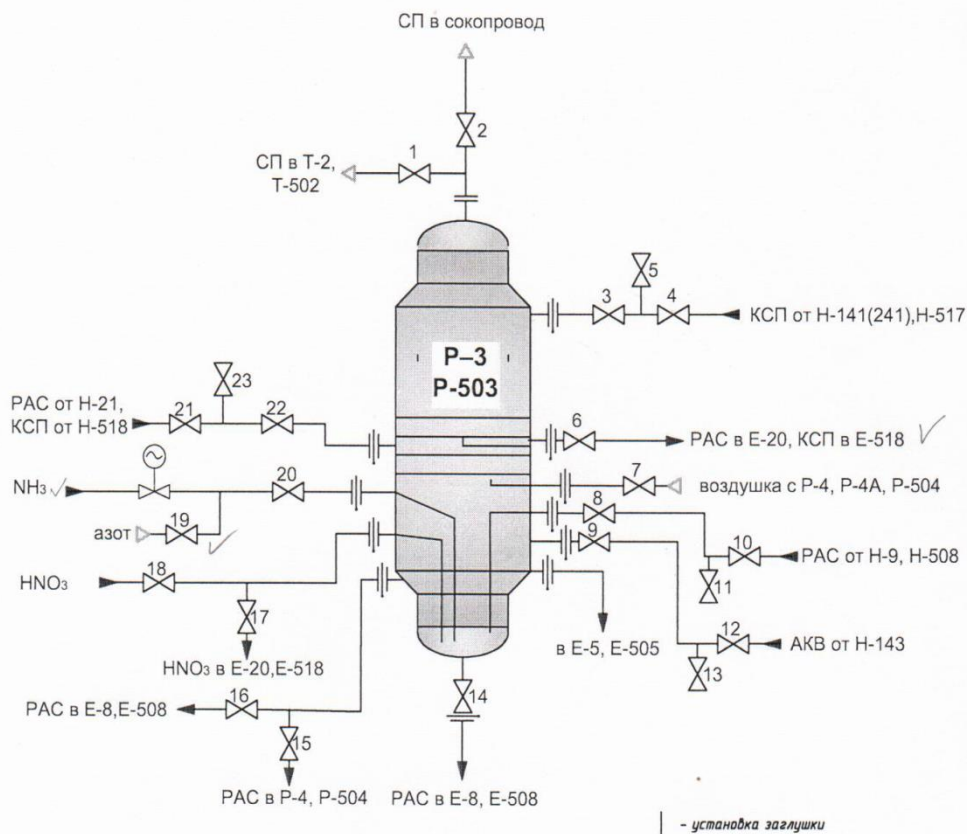 СП в сокопровод
2
1
СП в Т-2,
Т-502
5
3
4
КСП от Н-141(241),Н-517
Р–3
Р-503
23
РАС от Н-21,
КСП от Н-518
21
22
6
РАС в Е-20, КСП в Е-518
20
NH₃
7
воздушка с Р-4, Р-4А, Р-504
8
азот
19
9
10
РАС от Н-9, Н-508
HNO₃
18
11
17
12
АКВ от Н-143
в Е-5, Е-505
13
HNO₃ в Е-20,Е-518
16
14
РАС в Е-8,Е-508
15
РАС в Р-4, Р-504
РАС в Е-8, Е-508
- установка заглушки